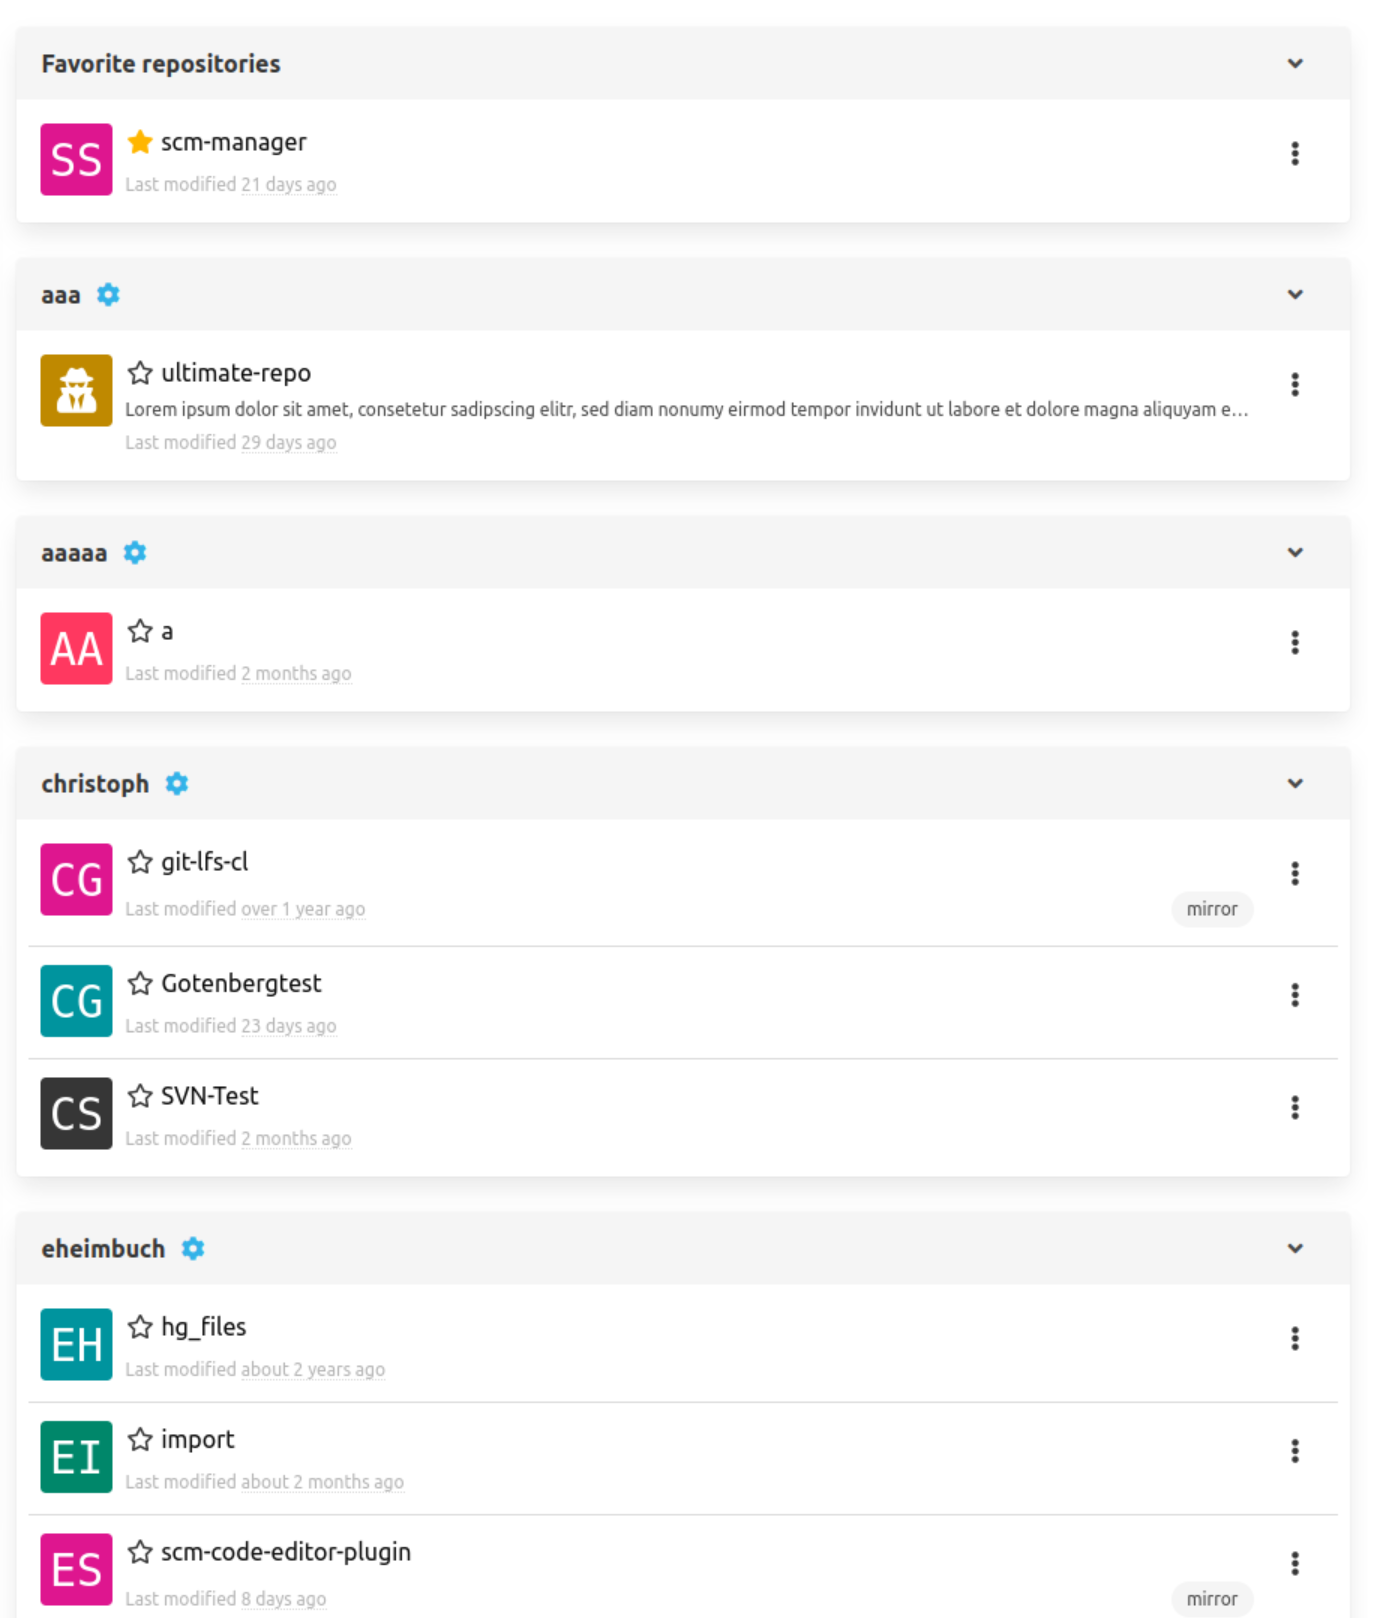 Favorite repositories
SS
scm-manager
Last modified 21 days ago
aaa
ultimate-repo
Lorem ipsum dolor sit amet, consetetur sadipscing elitr, sed diam nonumy eirmod tempor invidunt ut labore et dolore magna aliquyam e...
Last modified 29 days ago
aaaaa
AA
a
Last modified 2 months ago
christoph
CG
git-lfs-cl
Last modified over 1 year ago
mirror
CG
Gotenbergtest
Last modified 23 days ago
CS
SVN-Test
Last modified 2 months ago
eheimbuch
EH
hg_files
Last modified about 2 years ago
EI
import
Last modified about 2 months ago
ES
scm-code-editor-plugin
Last modified 8 days ago
mirror